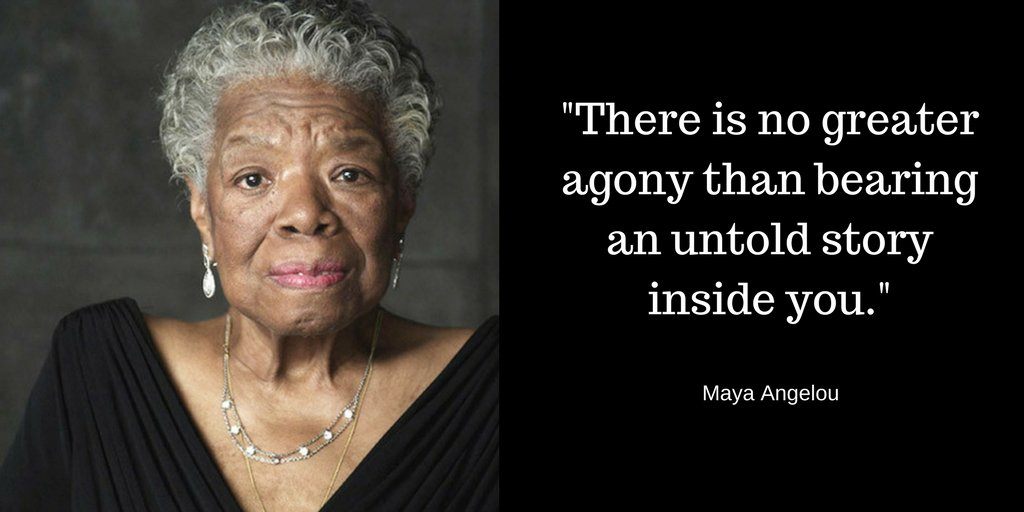 "There is no greater
agony than bearing
an untold story
inside you."
Maya Angelou